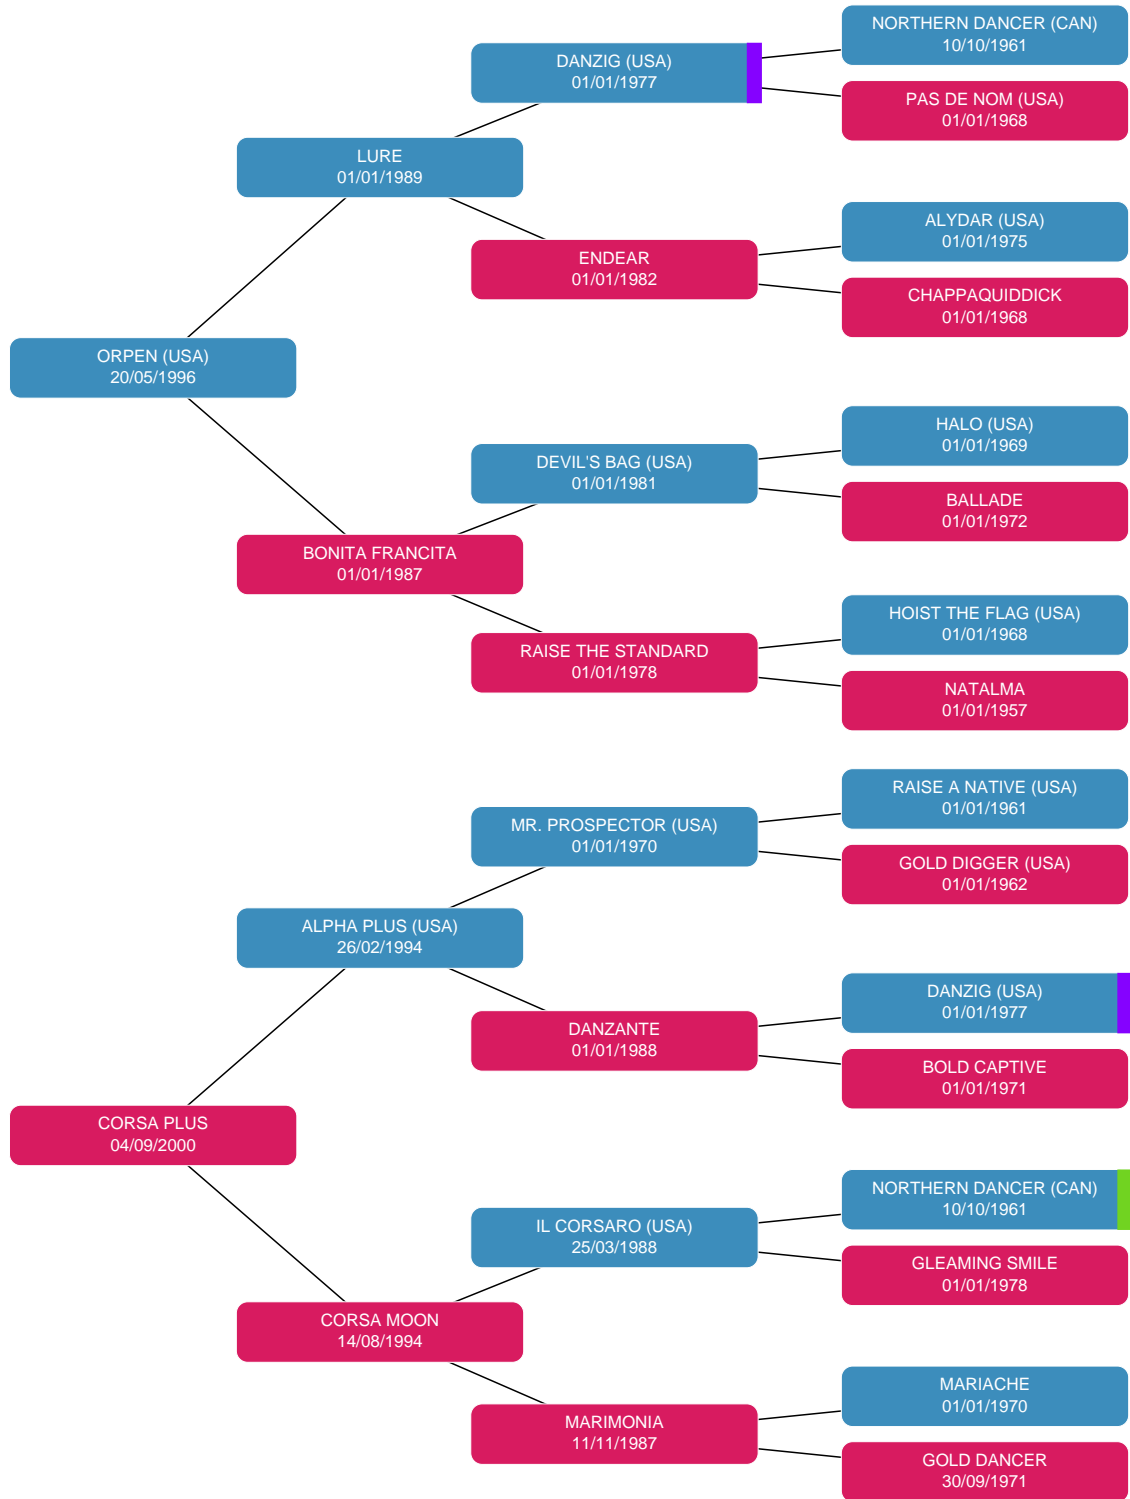 NORTHERN DANCER (CAN)
10/10/1961
DANZIG (USA)
01/01/1977
PAS DE NOM (USA)
01/01/1968
LURE
01/01/1989
ALYDAR (USA)
01/01/1975
ENDEAR
01/01/1982
CHAPPAQUIDDICK
01/01/1968
ORPEN (USA)
20/05/1996
HALO (USA)
01/01/1969
DEVIL'S BAG (USA)
01/01/1981
BALLADE
01/01/1972
BONITA FRANCITA
01/01/1987
HOIST THE FLAG (USA)
01/01/1968
RAISE THE STANDARD
01/01/1978
NATALMA
01/01/1957
RAISE A NATIVE (USA)
01/01/1961
MR. PROSPECTOR (USA)
01/01/1970
GOLD DIGGER (USA)
01/01/1962
ALPHA PLUS (USA)
26/02/1994
DANZIG (USA)
01/01/1977
DANZANTE
01/01/1988
BOLD CAPTIVE
01/01/1971
CORSA PLUS
04/09/2000
NORTHERN DANCER (CAN)
10/10/1961
IL CORSARO (USA)
25/03/1988
GLEAMING SMILE
01/01/1978
CORSA MOON
14/08/1994
MARIACHE
01/01/1970
MARIMONIA
11/11/1987
GOLD DANCER
30/09/1971